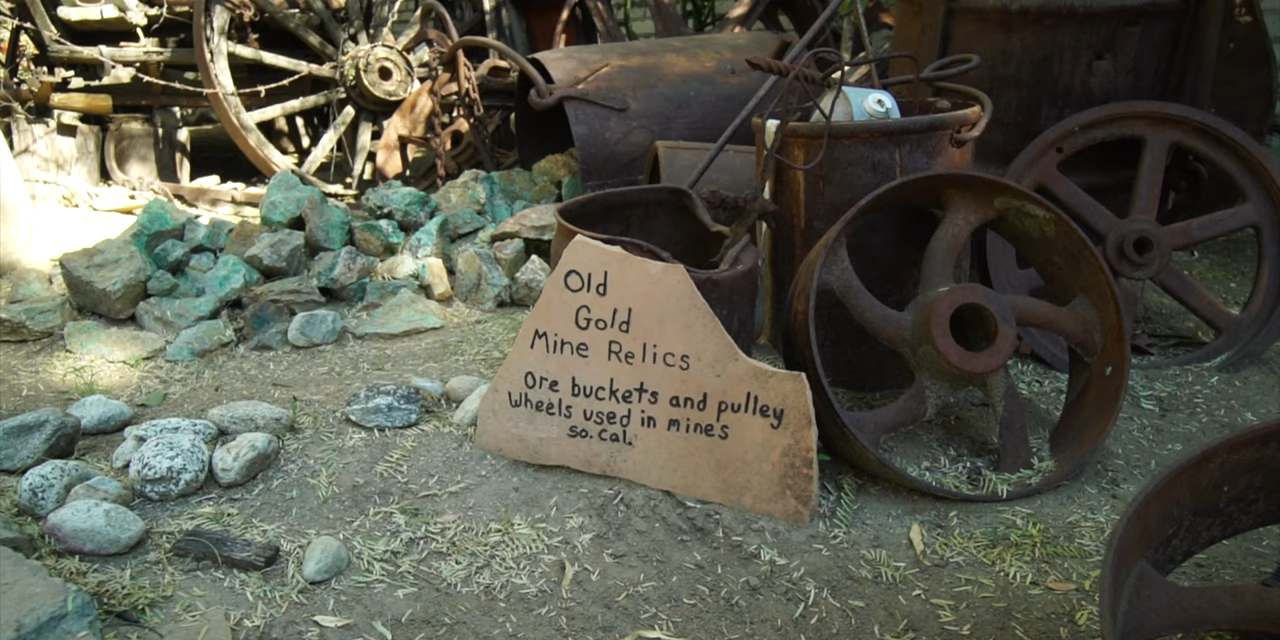 Old
Gold
Mine Relics
Ore buckets and pulley
Wheels used in mines
So. Cal.